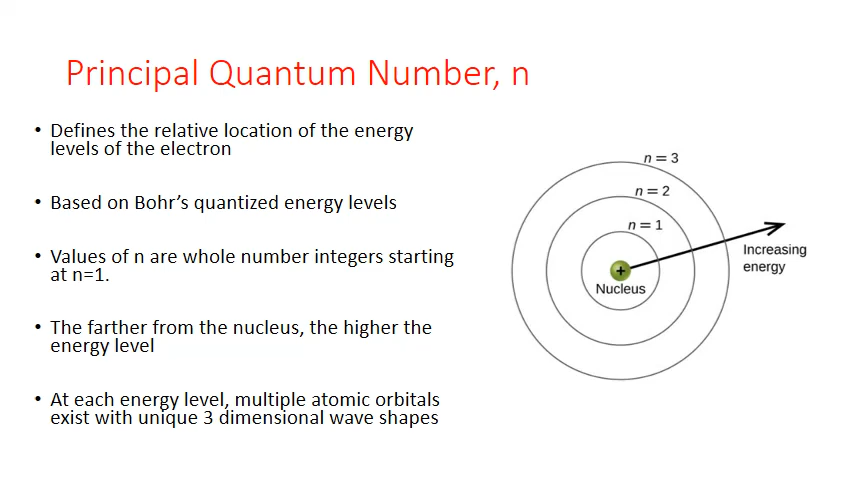 Principal Quantum Number, n
• Defines the relative location of the energy
levels of the electron
• Based on Bohr's quantized energy levels
• Values of n are whole number integers starting
at n=1.
• The farther from the nucleus, the higher the
energy level
• At each energy level, multiple atomic orbitals
exist with unique 3 dimensional wave shapes
n = 3
n = 2
n = 1
+
Nucleus
Increasing
energy